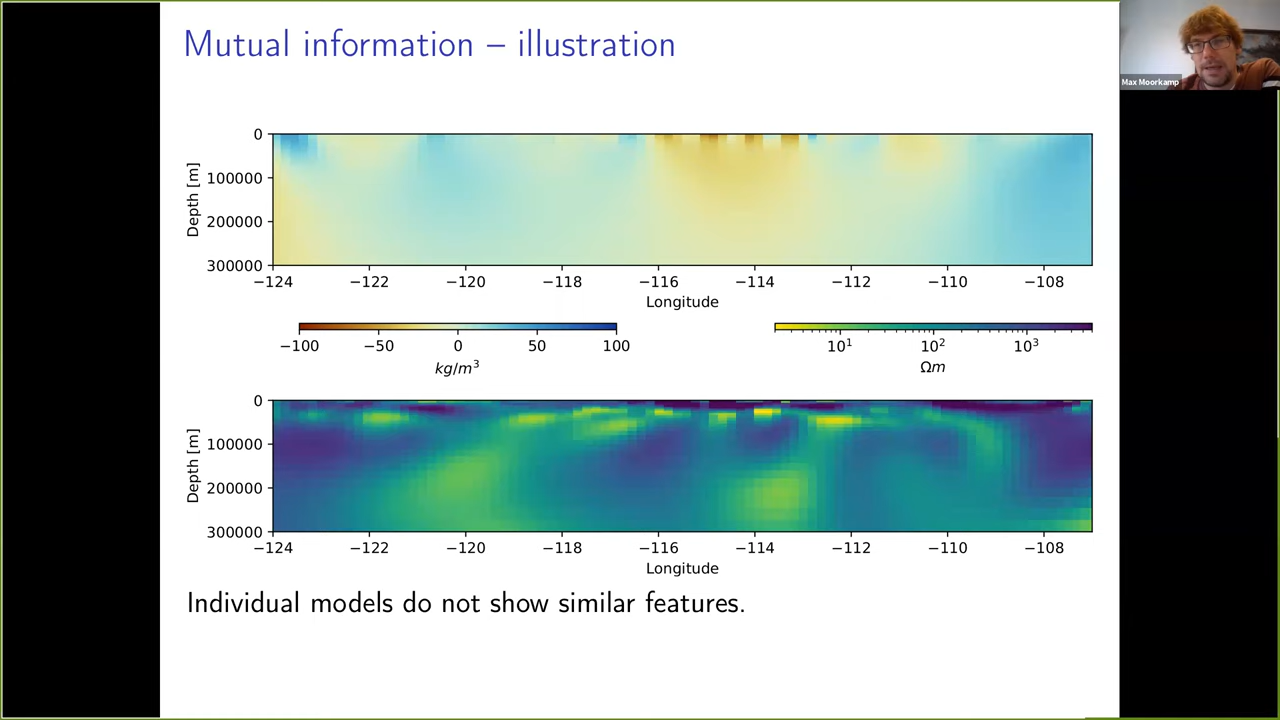 Mutual information – illustration
Max Moorkamp
0
100000
200000
300000
Depth [m]
−124 −122 −120 −118 −116 −114 −112 −110 −108
Longitude
−100 −50 0 50 100
kg/m³
10¹ 10² 10³
Ωm
0
100000
200000
300000
Depth [m]
−124 −122 −120 −118 −116 −114 −112 −110 −108
Longitude
Individual models do not show similar features.